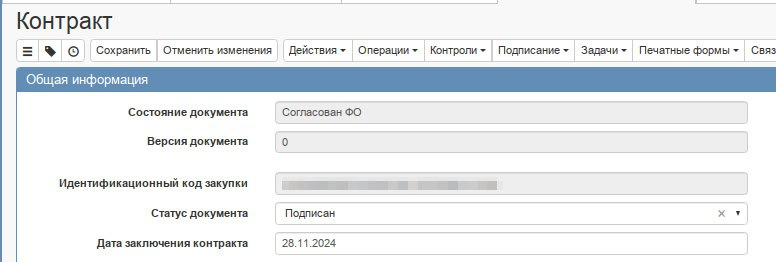 Контракт
Сохранить Отменить изменения Действия Операции Контроли Подписание Задачи Печатные формы Связ
Общая информация
Состояние документа Согласован ФО
Версия документа 0
Идентификационный код закупки
Статус документа Подписан
Дата заключения контракта 28.11.2024